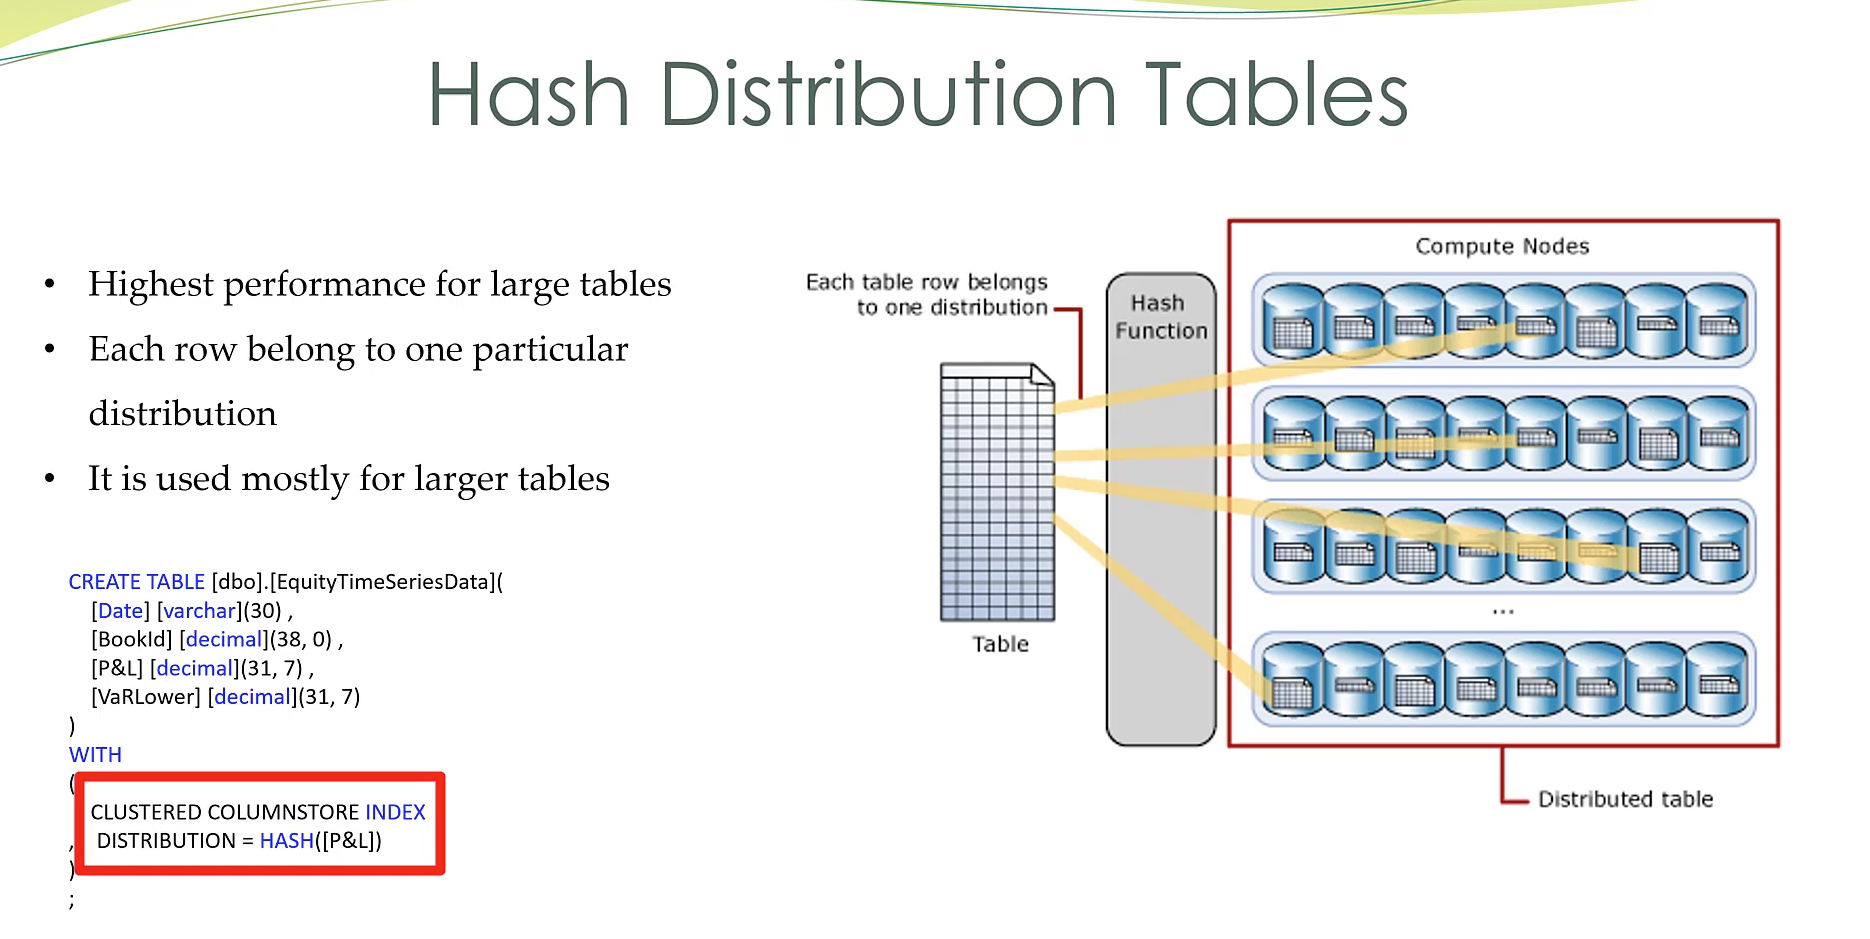 Hash Distribution Tables
• Highest performance for large tables
• Each row belong to one particular
distribution
• It is used mostly for larger tables
CREATE TABLE [dbo].[EquityTimeSeriesData](
[Date] [varchar](30) ,
[BookId] [decimal](38, 0) ,
[P&L] [decimal](31, 7) ,
[VaRLower] [decimal](31, 7)
)
WITH
(
CLUSTERED COLUMNSTORE INDEX
, DISTRIBUTION = HASH([P&L])
)
;
Each table row belongs
to one distribution
Table
Hash
Function
Compute Nodes
...
Distributed table